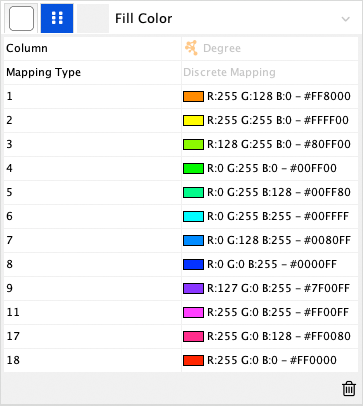 Fill Color
Column Degree
Mapping Type Discrete Mapping
1 R:255 G:128 B:0 - #FF8000
2 R:255 G:255 B:0 - #FFFF00
3 R:128 G:255 B:0 - #80FF00
4 R:0 G:255 B:0 - #00FF00
5 R:0 G:255 B:128 - #00FF80
6 R:0 G:255 B:255 - #00FFFF
7 R:0 G:128 B:255 - #0080FF
8 R:0 G:0 B:255 - #0000FF
9 R:127 G:0 B:255 - #7F00FF
11 R:255 G:0 B:255 - #FF00FF
17 R:255 G:0 B:128 - #FF0080
18 R:255 G:0 B:0 - #FF0000